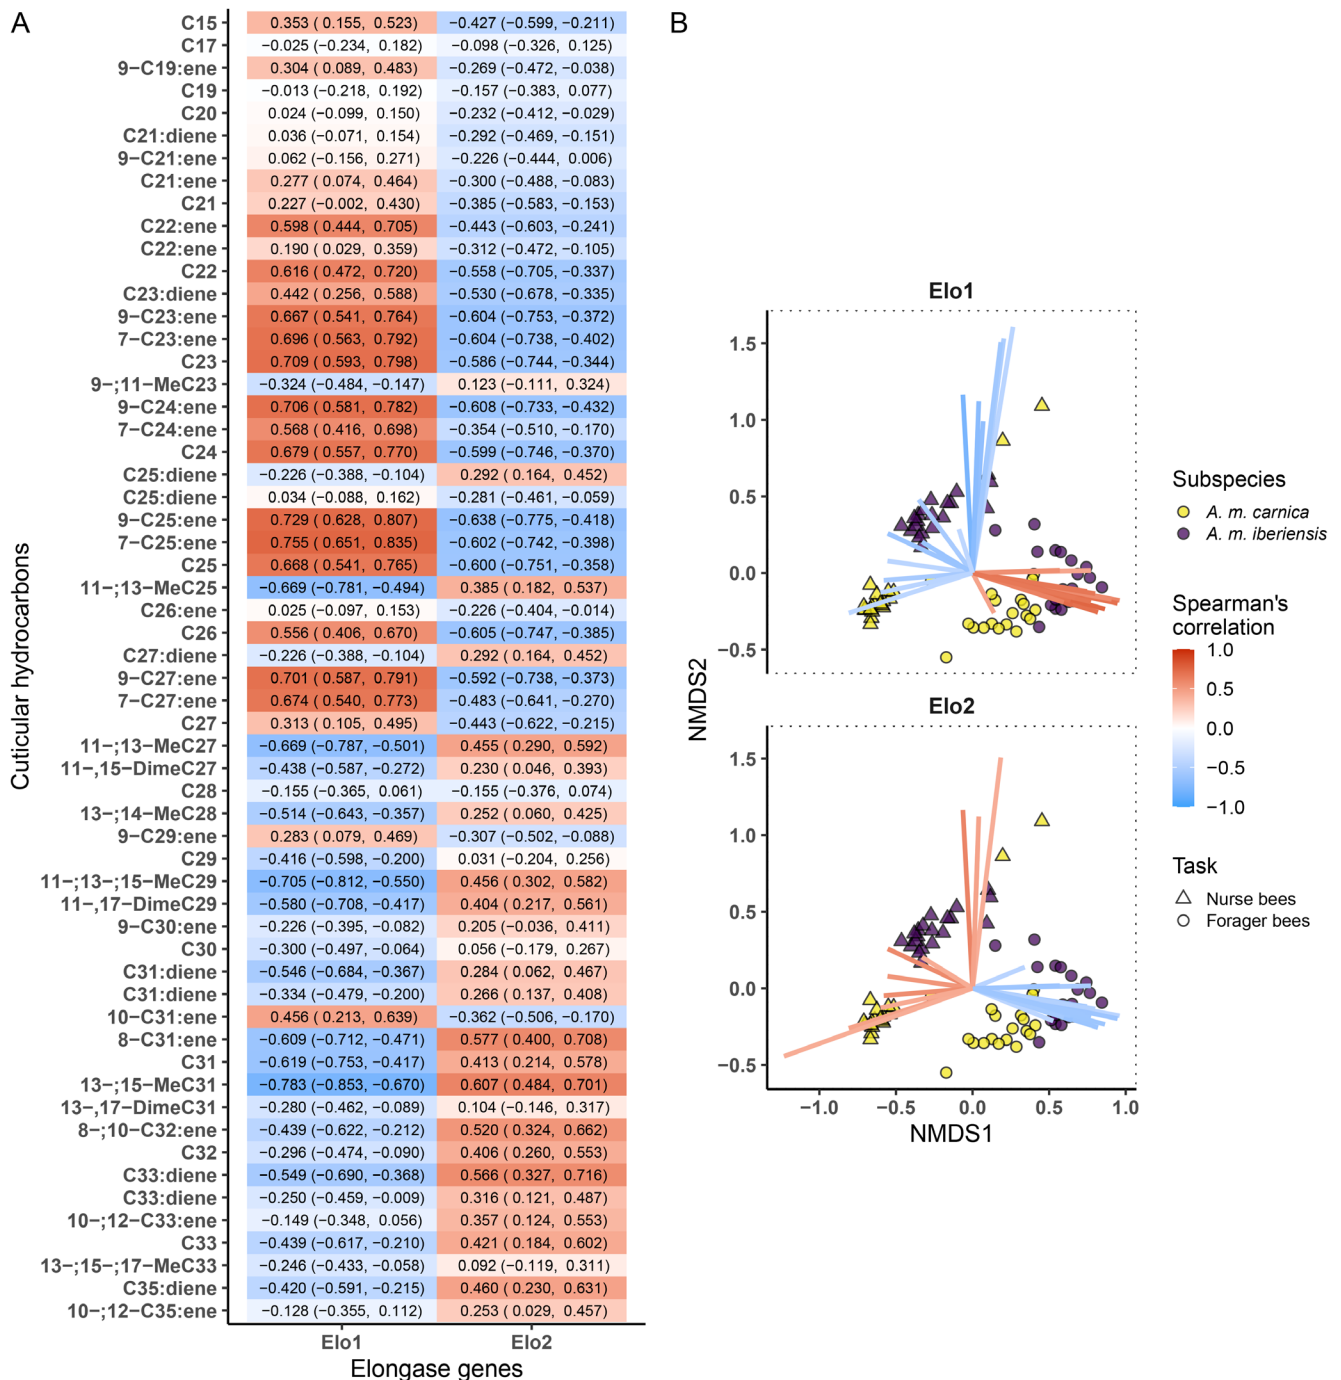 A
C15 0.353 ( 0.155, 0.523) −0.427 (−0.599, −0.211)
C17 −0.025 (−0.234, 0.182) −0.098 (−0.326, 0.125)
9−C19:ene 0.304 ( 0.089, 0.483) −0.269 (−0.472, −0.038)
C19 −0.013 (−0.218, 0.192) −0.157 (−0.383, 0.077)
C20 0.024 (−0.099, 0.150) −0.232 (−0.412, −0.029)
C21:diene 0.036 (−0.071, 0.154) −0.292 (−0.469, −0.151)
9−C21:ene 0.062 (−0.156, 0.271) −0.226 (−0.444, 0.006)
C21:ene 0.277 ( 0.074, 0.464) −0.300 (−0.488, −0.083)
C21 0.227 (−0.002, 0.430) −0.385 (−0.583, −0.153)
C22:ene 0.598 ( 0.444, 0.705) −0.443 (−0.603, −0.241)
C22:ene 0.190 ( 0.029, 0.359) −0.312 (−0.472, −0.105)
C22 0.616 ( 0.472, 0.720) −0.558 (−0.705, −0.337)
C23:diene 0.442 ( 0.256, 0.588) −0.530 (−0.678, −0.335)
9−C23:ene 0.667 ( 0.541, 0.764) −0.604 (−0.753, −0.372)
7−C23:ene 0.696 ( 0.563, 0.792) −0.604 (−0.738, −0.402)
C23 0.709 ( 0.593, 0.798) −0.586 (−0.744, −0.344)
9−;11−MeC23 −0.324 (−0.484, −0.147) 0.123 (−0.111, 0.324)
9−C24:ene 0.706 ( 0.581, 0.782) −0.608 (−0.733, −0.432)
7−C24:ene 0.568 ( 0.416, 0.698) −0.354 (−0.510, −0.170)
C24 0.679 ( 0.557, 0.770) −0.599 (−0.746, −0.370)
C25:diene −0.226 (−0.388, −0.104) 0.292 ( 0.164, 0.452)
C25:diene 0.034 (−0.088, 0.162) −0.281 (−0.461, −0.059)
9−C25:ene 0.729 ( 0.628, 0.807) −0.638 (−0.775, −0.418)
7−C25:ene 0.755 ( 0.651, 0.835) −0.602 (−0.742, −0.398)
C25 0.668 ( 0.541, 0.765) −0.600 (−0.751, −0.358)
11−;13−MeC25 −0.669 (−0.781, −0.494) 0.385 ( 0.182, 0.537)
C26:ene 0.025 (−0.097, 0.153) −0.226 (−0.404, −0.014)
C26 0.556 ( 0.406, 0.670) −0.605 (−0.747, −0.385)
C27:diene −0.226 (−0.388, −0.104) 0.292 ( 0.164, 0.452)
9−C27:ene 0.701 ( 0.587, 0.791) −0.592 (−0.738, −0.373)
7−C27:ene 0.674 ( 0.540, 0.773) −0.483 (−0.641, −0.270)
C27 0.313 ( 0.105, 0.495) −0.443 (−0.622, −0.215)
11−;13−MeC27 −0.669 (−0.787, −0.501) 0.455 ( 0.290, 0.592)
11−,15−DimeC27 −0.438 (−0.587, −0.272) 0.230 ( 0.046, 0.393)
C28 −0.155 (−0.365, 0.061) −0.155 (−0.376, 0.074)
13−;14−MeC28 −0.514 (−0.643, −0.357) 0.252 ( 0.060, 0.425)
9−C29:ene 0.283 ( 0.079, 0.469) −0.307 (−0.502, −0.088)
C29 −0.416 (−0.598, −0.200) 0.031 (−0.204, 0.256)
11−;13−;15−MeC29 −0.705 (−0.812, −0.550) 0.456 ( 0.302, 0.582)
11−,17−DimeC29 −0.580 (−0.708, −0.417) 0.404 ( 0.217, 0.561)
9−C30:ene −0.226 (−0.395, −0.082) 0.205 (−0.036, 0.411)
C30 −0.300 (−0.497, −0.064) 0.056 (−0.179, 0.267)
C31:diene −0.546 (−0.684, −0.367) 0.284 ( 0.062, 0.467)
C31:diene −0.334 (−0.479, −0.200) 0.266 ( 0.137, 0.408)
10−C31:ene 0.456 ( 0.213, 0.639) −0.362 (−0.506, −0.170)
8−C31:ene −0.609 (−0.712, −0.471) 0.577 ( 0.400, 0.708)
C31 −0.619 (−0.753, −0.417) 0.413 ( 0.214, 0.578)
13−;15−MeC31 −0.783 (−0.853, −0.670) 0.607 ( 0.484, 0.701)
13−,17−DimeC31 −0.280 (−0.462, −0.089) 0.104 (−0.146, 0.317)
8−;10−C32:ene −0.439 (−0.622, −0.212) 0.520 ( 0.324, 0.662)
C32 −0.296 (−0.474, −0.090) 0.406 ( 0.260, 0.553)
C33:diene −0.549 (−0.690, −0.368) 0.566 ( 0.327, 0.716)
C33:diene −0.250 (−0.459, −0.009) 0.316 ( 0.121, 0.487)
10−;12−C33:ene −0.149 (−0.348, 0.056) 0.357 ( 0.124, 0.553)
C33 −0.439 (−0.617, −0.210) 0.421 ( 0.184, 0.602)
13−;15−;17−MeC33 −0.246 (−0.433, −0.058) 0.092 (−0.119, 0.311)
C35:diene −0.420 (−0.591, −0.215) 0.460 ( 0.230, 0.631)
10−;12−C35:ene −0.128 (−0.355, 0.112) 0.253 ( 0.029, 0.457)
Elo1 Elo2
Elongase genes
Cuticular hydrocarbons
B
Elo1
1.5
1.0
0.5
0.0
−0.5
Elo2
1.5
1.0
0.5
0.0
−0.5
−1.0 −0.5 0.0 0.5 1.0
NMDS1
NMDS2
Subspecies
A. m. carnica
A. m. iberiensis
Spearman's
correlation
1.0
0.5
0.0
−0.5
−1.0
Task
Nurse bees
Forager bees